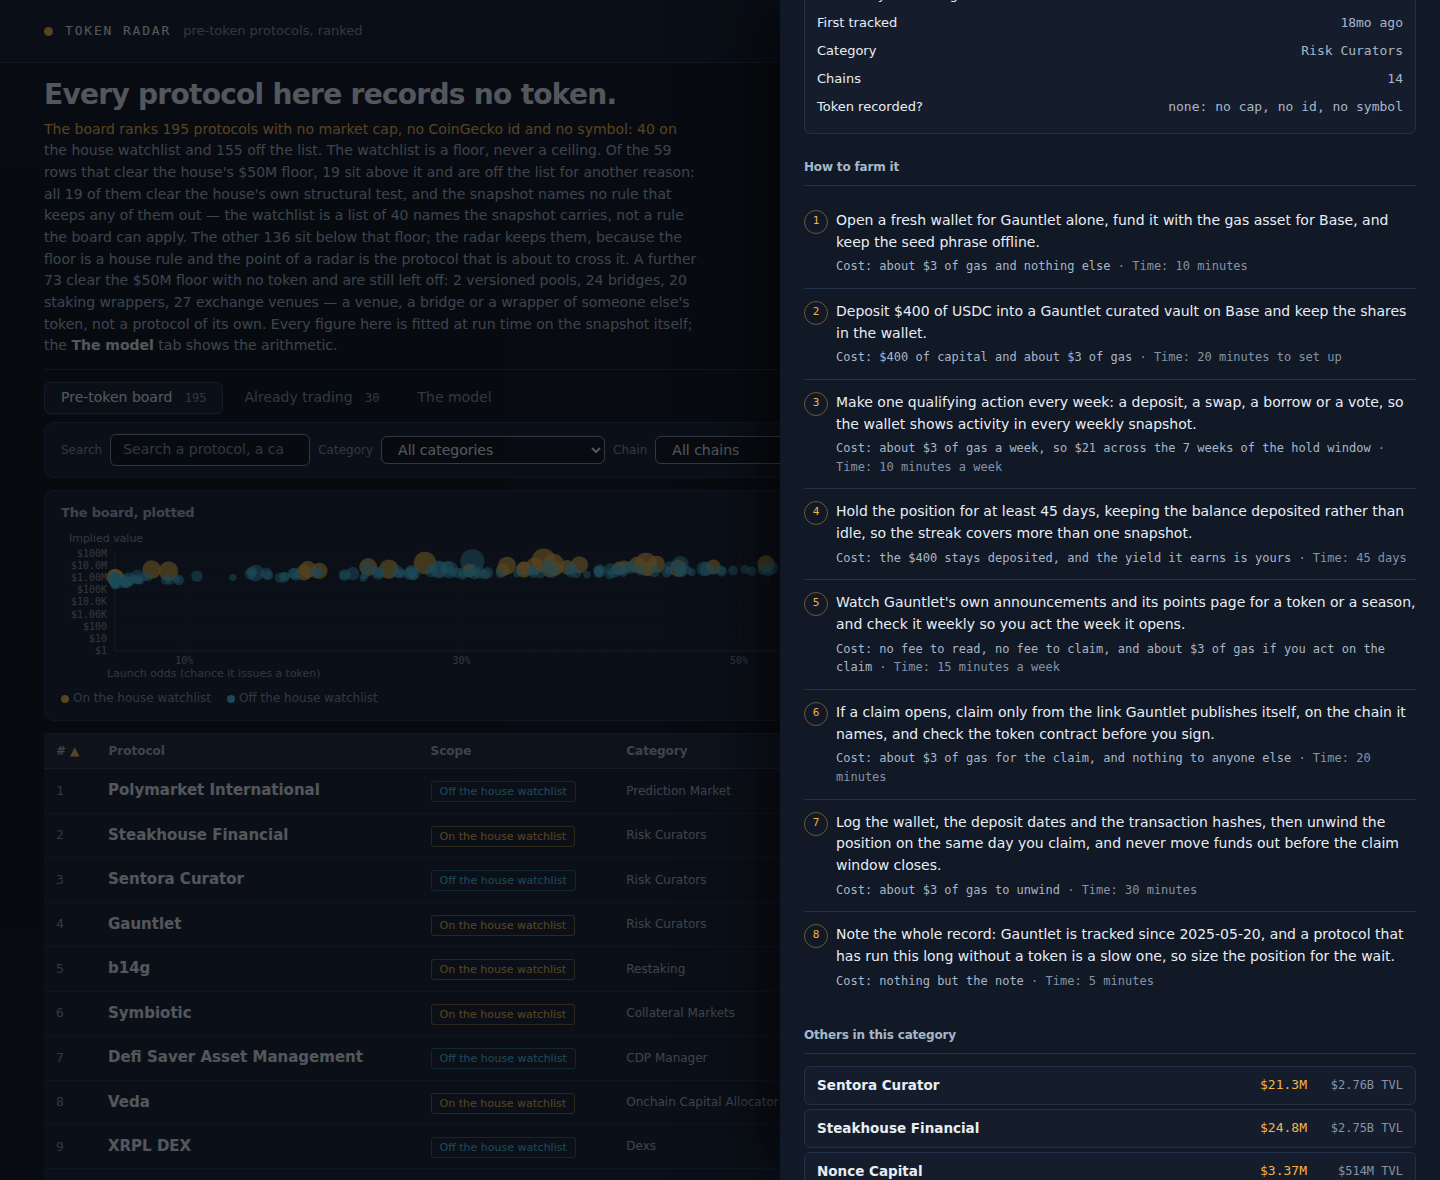 TOKEN RADAR pre-token protocols, ranked
Every protocol here records no token.
The board ranks 195 protocols with no market cap, no CoinGecko id and no symbol: 40 on
the house watchlist and 155 off the list. The watchlist is a floor, never a ceiling. Of the 59
rows that clear the house's $50M floor, 19 sit above it and are off the list for another reason:
all 19 of them clear the house's own structural test, and the snapshot names no rule that
keeps any of them out — the watchlist is a list of 40 names the snapshot carries, not a rule
the board can apply. The other 136 sit below that floor; the radar keeps them, because the
floor is a house rule and the point of a radar is the protocol that is about to cross it. A further
73 clear the $50M floor with no token and are still left off: 2 versioned pools, 24 bridges, 20
staking wrappers, 27 exchange venues — a venue, a bridge or a wrapper of someone else's
token, not a protocol of its own. Every figure here is fitted at run time on the snapshot itself;
the The model tab shows the arithmetic.
Pre-token board 195 Already trading 30 The model
Search Search a protocol, a ca Category All categories Chain All chains
The board, plotted
Implied value
$100M
$10.0M
$1.00M
$100K
$10.0K
$1.00K
$100
$10
$1
10% 30% 50%
Launch odds (chance it issues a token)
On the house watchlist Off the house watchlist
# ▲ Protocol Scope Category
1 Polymarket International Off the house watchlist Prediction Market
2 Steakhouse Financial On the house watchlist Risk Curators
3 Sentora Curator Off the house watchlist Risk Curators
4 Gauntlet On the house watchlist Risk Curators
5 b14g On the house watchlist Restaking
6 Symbiotic On the house watchlist Collateral Markets
7 Defi Saver Asset Management Off the house watchlist CDP Manager
8 Veda On the house watchlist Onchain Capital Allocator
9 XRPL DEX Off the house watchlist Dexs
First tracked 18mo ago
Category Risk Curators
Chains 14
Token recorded? none: no cap, no id, no symbol
How to farm it
1 Open a fresh wallet for Gauntlet alone, fund it with the gas asset for Base, and
keep the seed phrase offline.
Cost: about $3 of gas and nothing else · Time: 10 minutes
2 Deposit $400 of USDC into a Gauntlet curated vault on Base and keep the shares
in the wallet.
Cost: $400 of capital and about $3 of gas · Time: 20 minutes to set up
3 Make one qualifying action every week: a deposit, a swap, a borrow or a vote, so
the wallet shows activity in every weekly snapshot.
Cost: about $3 of gas a week, so $21 across the 7 weeks of the hold window ·
Time: 10 minutes a week
4 Hold the position for at least 45 days, keeping the balance deposited rather than
idle, so the streak covers more than one snapshot.
Cost: the $400 stays deposited, and the yield it earns is yours · Time: 45 days
5 Watch Gauntlet's own announcements and its points page for a token or a season,
and check it weekly so you act the week it opens.
Cost: no fee to read, no fee to claim, and about $3 of gas if you act on the
claim · Time: 15 minutes a week
6 If a claim opens, claim only from the link Gauntlet publishes itself, on the chain it
names, and check the token contract before you sign.
Cost: about $3 of gas for the claim, and nothing to anyone else · Time: 20
minutes
7 Log the wallet, the deposit dates and the transaction hashes, then unwind the
position on the same day you claim, and never move funds out before the claim
window closes.
Cost: about $3 of gas to unwind · Time: 30 minutes
8 Note the whole record: Gauntlet is tracked since 2025-05-20, and a protocol that
has run this long without a token is a slow one, so size the position for the wait.
Cost: nothing but the note · Time: 5 minutes
Others in this category
Sentora Curator $21.3M $2.76B TVL
Steakhouse Financial $24.8M $2.75B TVL
Nonce Capital $3.37M $514M TVL